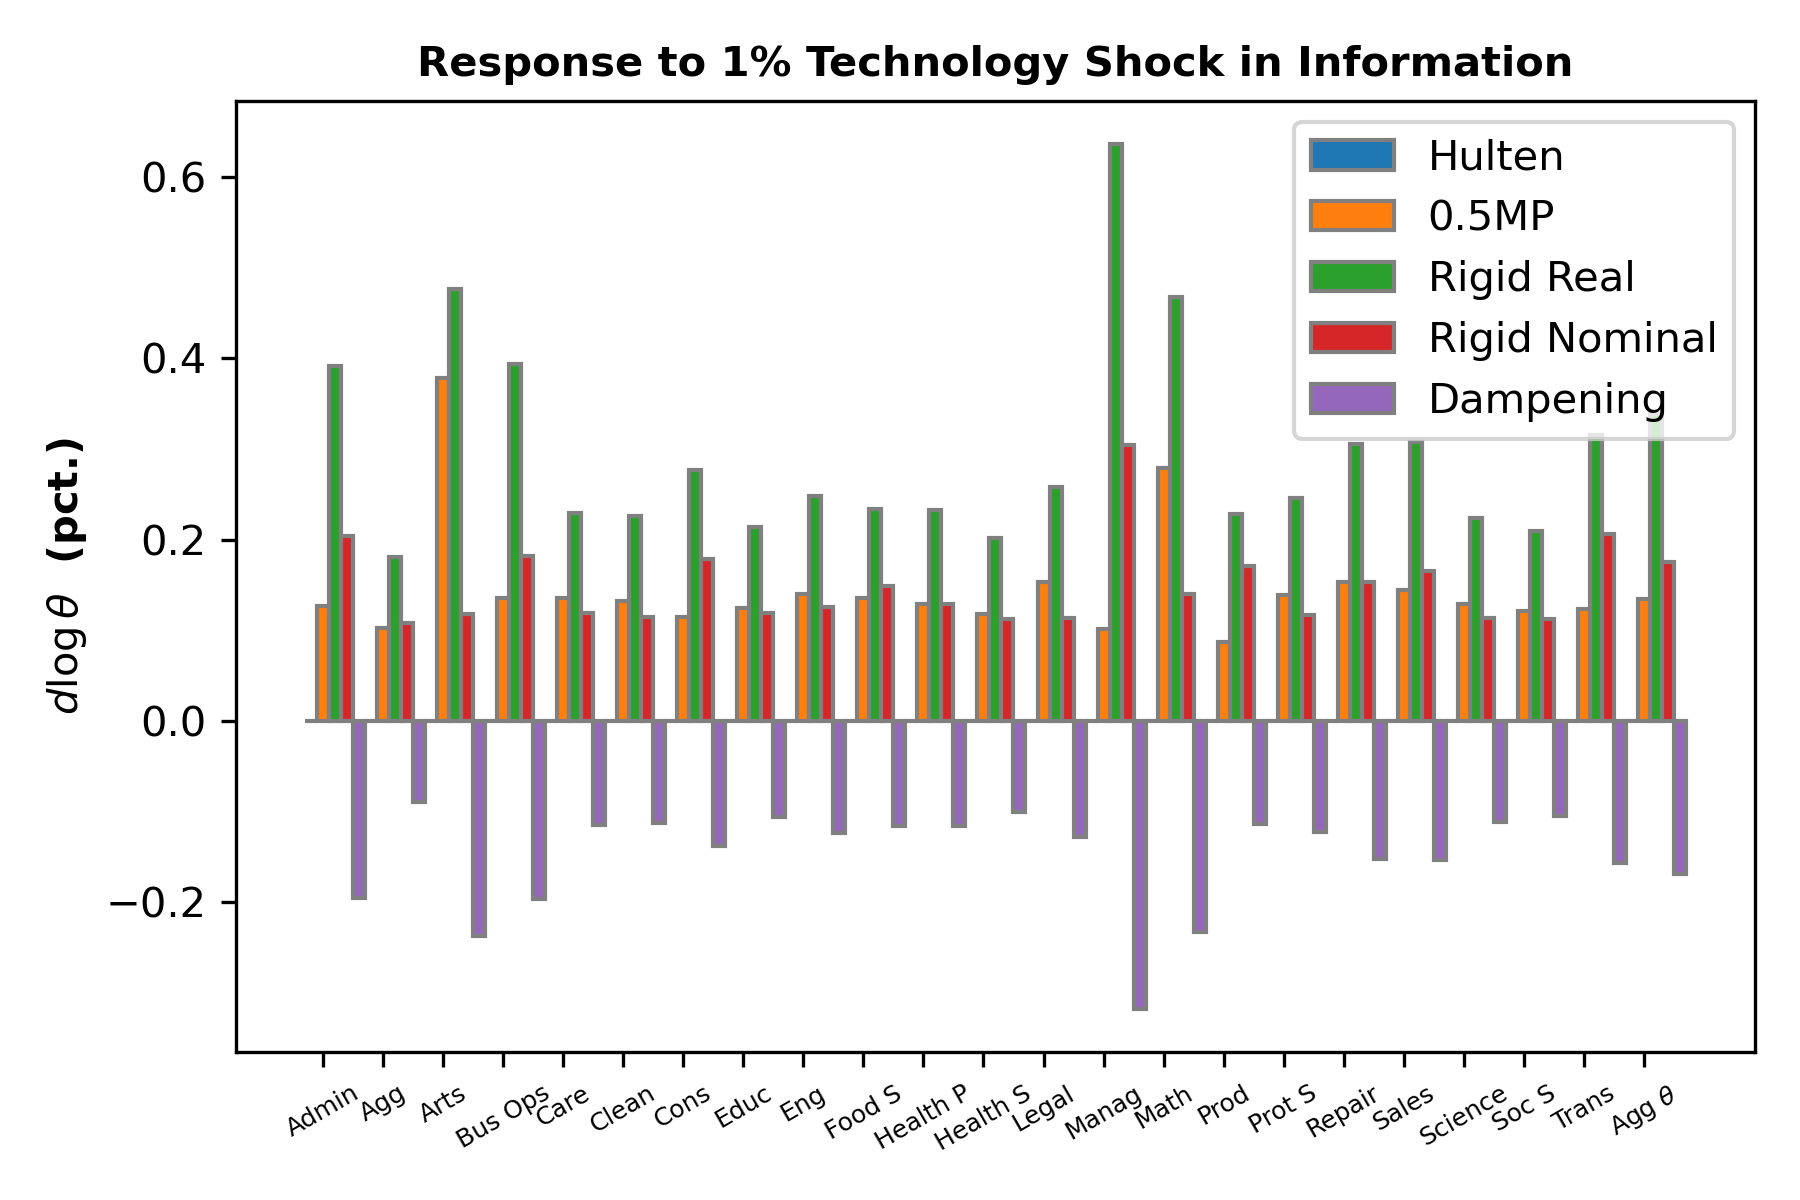 Response to 1% Technology Shock in Information
Hulten
0.5MP
Rigid Real
Rigid Nominal
Dampening
dlog θ (pct.)
0.6
0.4
0.2
0.0
−0.2
Admin
Agg
Arts
Bus Ops
Care
Clean
Cons
Educ
Eng
Food S
Health P
Health S
Legal
Manag
Math
Prod
Prot S
Repair
Sales
Science
Soc S
Trans
Agg θ